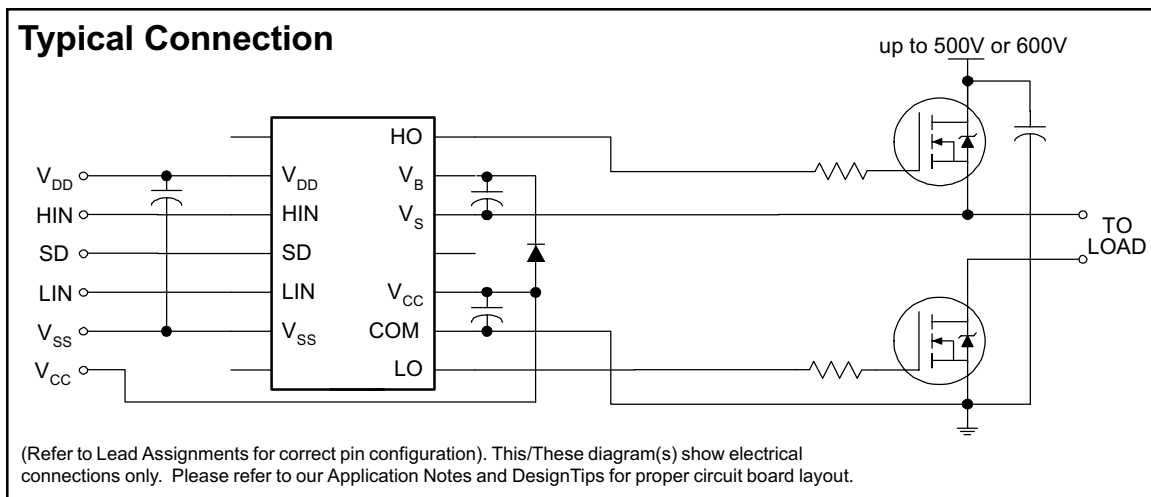 Typical Connection
up to 500V or 600V
HO
VDD
VDD
VB
HIN
HIN
VS
TO
LOAD
SD
SD
LIN
LIN
VCC
VSS
VSS
COM
VCC
LO
(Refer to Lead Assignments for correct pin configuration). This/These diagram(s) show electrical
connections only. Please refer to our Application Notes and DesignTips for proper circuit board layout.